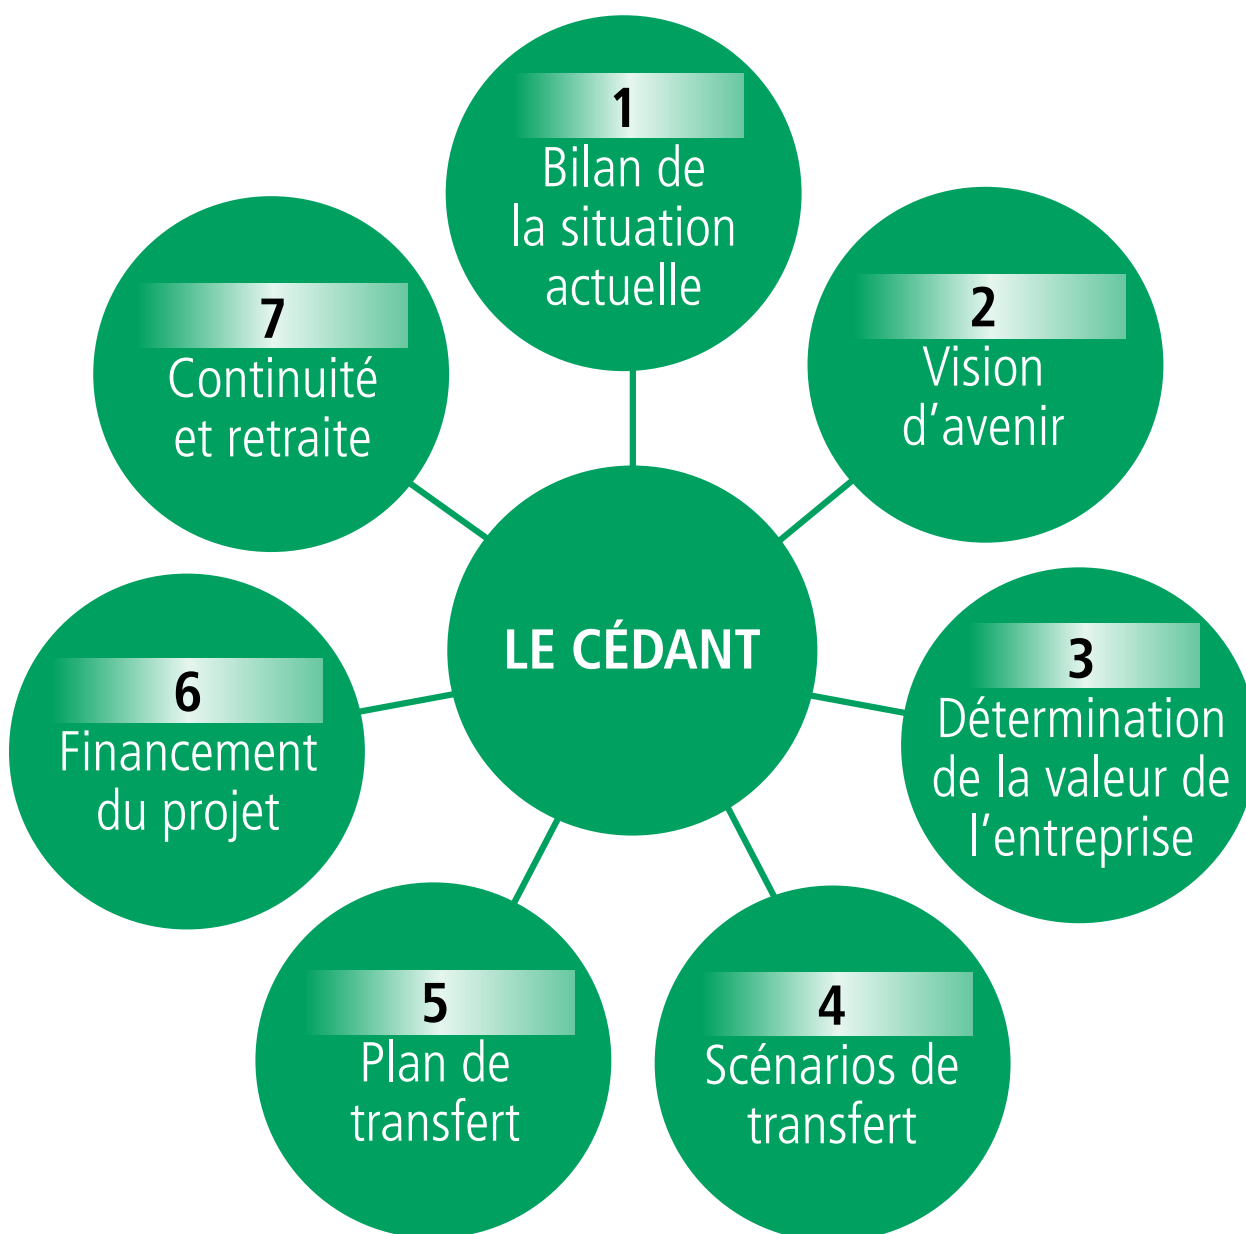 1
Bilan de
la situation
actuelle
2
Vision
d’avenir
3
Détermination
de la valeur de
l’entreprise
4
Scénarios de
transfert
5
Plan de
transfert
6
Financement
du projet
7
Continuité
et retraite
LE CÉDANT